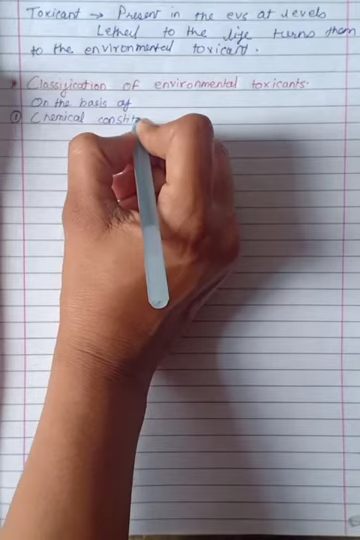 Toxicant → Present in the evs at levels
Lethal to the life turns them
to the environmental toxicant.
* Classification of environmental toxicants.
On the basis of
① Chemical constit